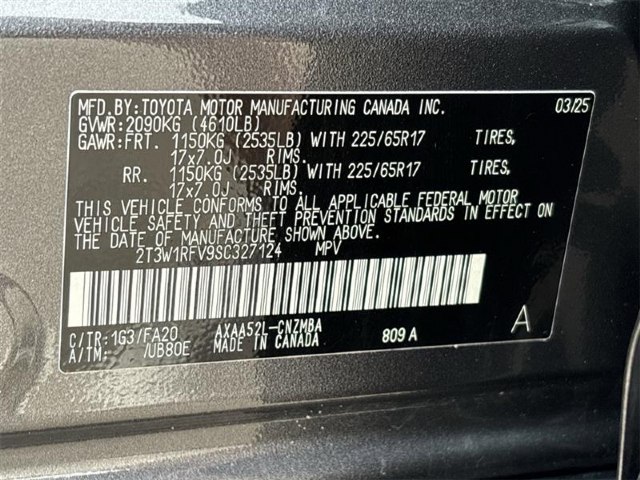 MFD. BY: TOYOTA MOTOR MANUFACTURING CANADA INC. 03/25
GVWR: 2090KG (4610LB)
GAWR: FRT. 1150KG (2535LB) WITH 225/65R17 TIRES,
17x7.0J RIMS.
RR. 1150KG (2535LB) WITH 225/65R17 TIRES,
17x7.0J RIMS.
THIS VEHICLE CONFORMS TO ALL APPLICABLE FEDERAL MOTOR
VEHICLE SAFETY AND THEFT PREVENTION STANDARDS IN EFFECT ON
THE DATE OF MANUFACTURE SHOWN ABOVE.
2T3W1RFV9SC327124 MPV
C/TR: 1G3/FA20 AXAA52L-CNZMBA
A/TM: /UB80E MADE IN CANADA 809 A A